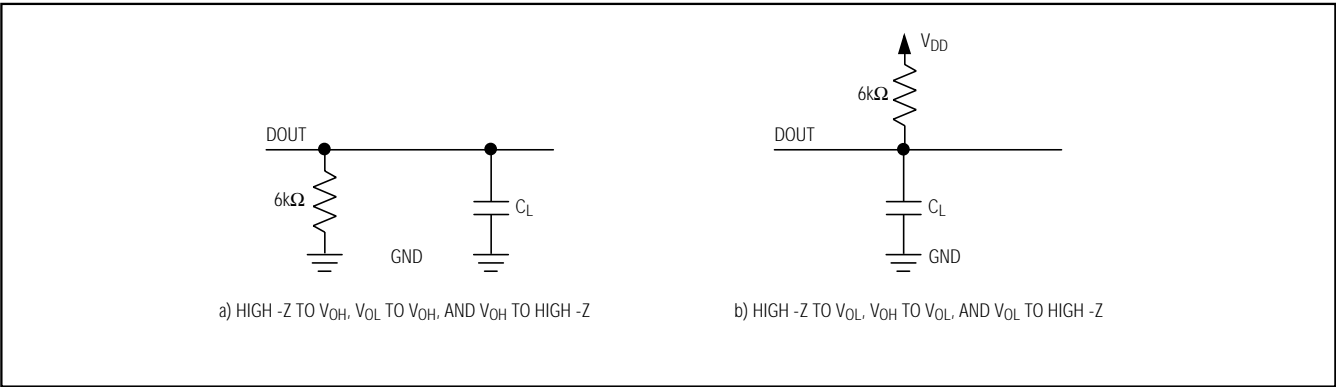 DOUT
6kΩ
CL
GND
a) HIGH -Z TO VOH, VOL TO VOH, AND VOH TO HIGH -Z
VDD
6kΩ
DOUT
CL
GND
b) HIGH -Z TO VOL, VOH TO VOL, AND VOL TO HIGH -Z